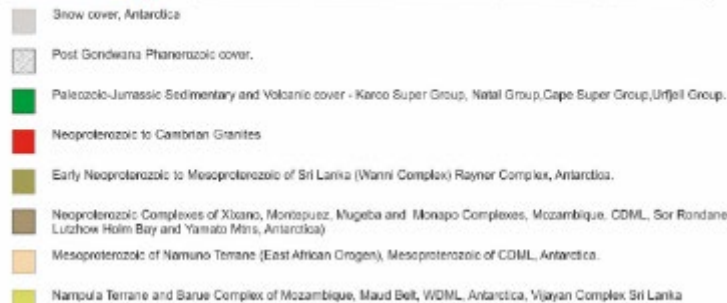 Snow cover, Antarctica
Post Gondwana Phanerozoic cover.
Paleozoic-Jurassic Sedimentary and Volcanic cover - Karoo Super Group, Natal Group,Cape Super Group,Urfjell Group.
Neoproterozoic to Cambrian Granites
Early Neoproterozoic to Mesoproterozoic of Sri Lanka (Wanni Complex) Rayner Complex, Antarctica.
Neoproterozoic Complexes of Xixano, Montepuez, Mugeba and Monapo Complexes, Mozambique, CDML, Sor Rondane
Lutzhow Holm Bay and Yamato Mtns, Antarctica)
Mesoproterozoic of Namuno Terrane (East African Orogen), Mesoproterozoic of CDML, Antarctica.
Nampula Terrane and Barue Complex of Mozambique, Maud Belt, WDML, Antarctica, Vijayan Complex Sri Lanka